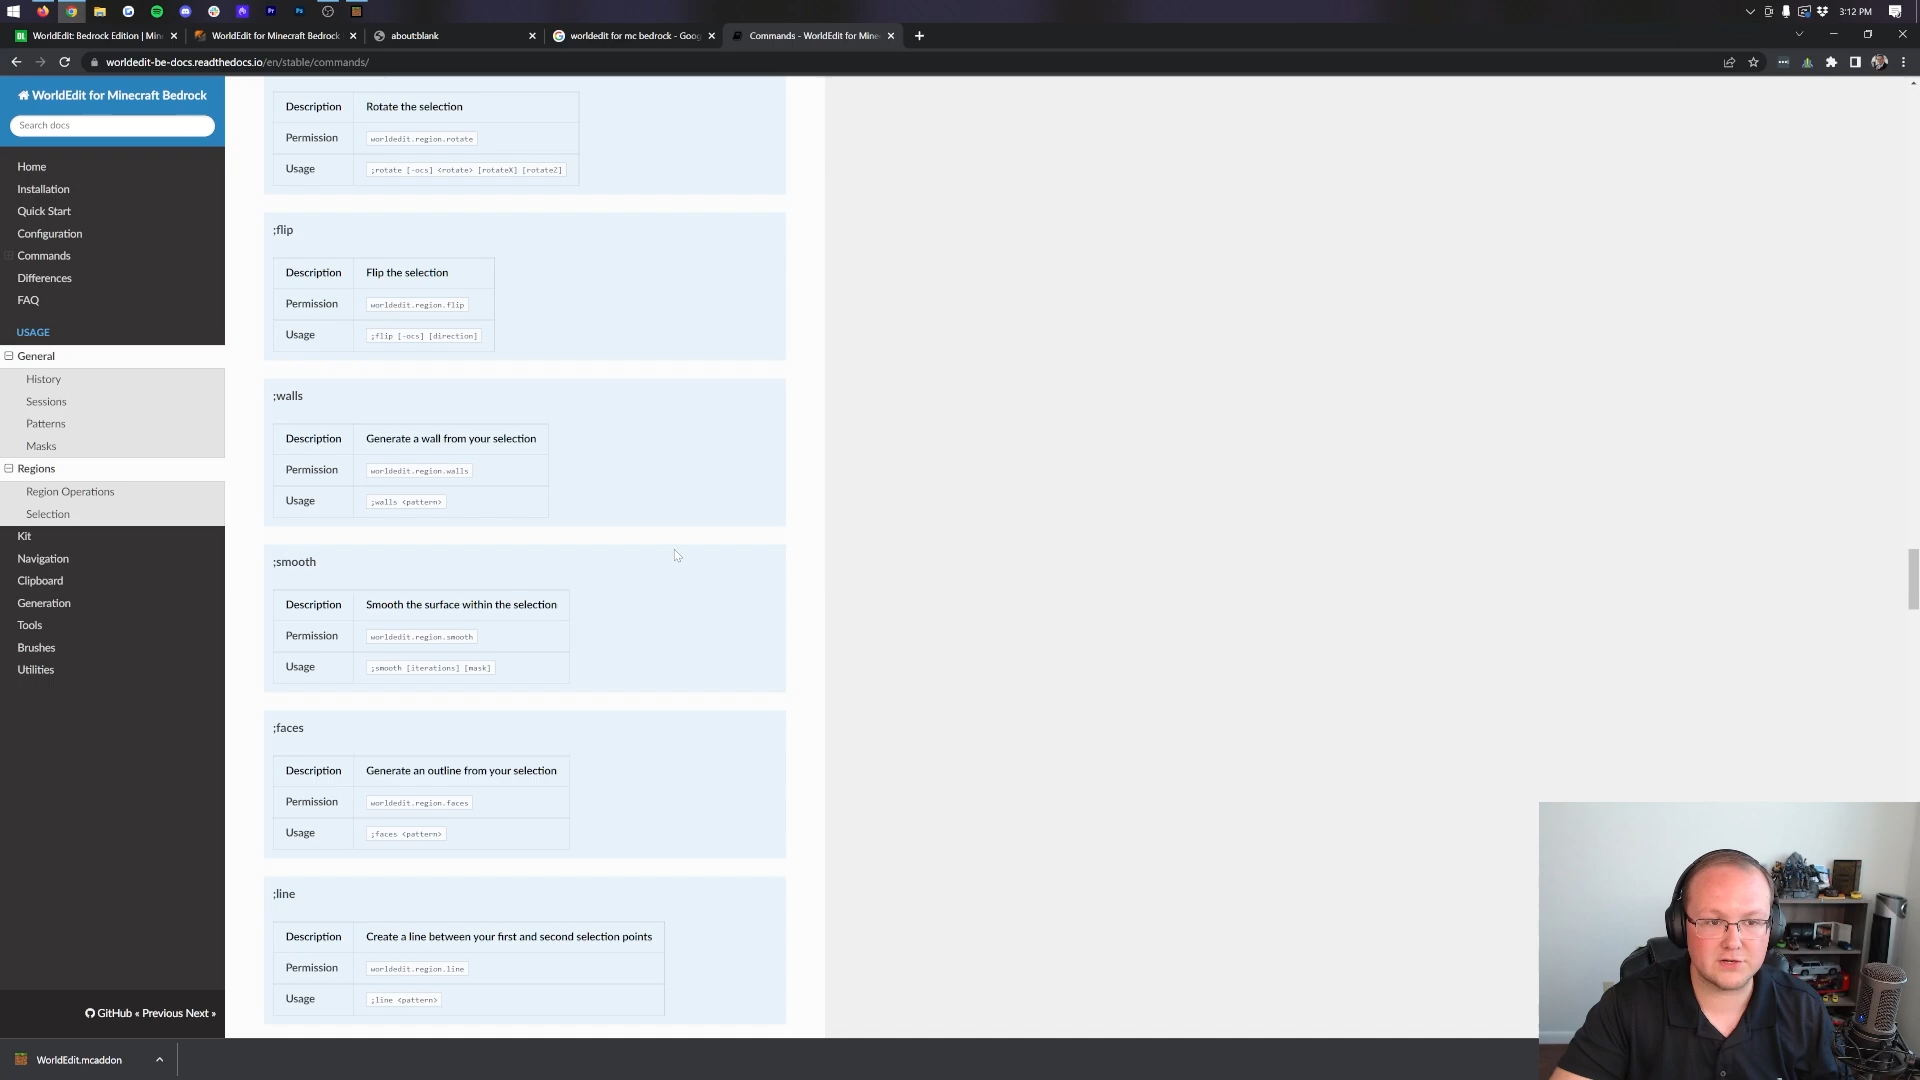 3:12 PM
WorldEdit: Bedrock Edition | Min
WorldEdit for Minecraft Bedrock
about:blank
worldedit for mc bedrock - Goog
Commands - WorldEdit for Mine
worldedit-be-docs.readthedocs.io/en/stable/commands/
WorldEdit for Minecraft Bedrock
Search docs
Home
Installation
Quick Start
Configuration
Commands
Differences
FAQ
USAGE
General
History
Sessions
Patterns
Masks
Regions
Region Operations
Selection
Kit
Navigation
Clipboard
Generation
Tools
Brushes
Utilities
GitHub « Previous Next »
Description Rotate the selection
Permission worldedit.region.rotate
Usage ;rotate [-ocs] <rotate> [rotateX] [rotateZ]
;flip
Description Flip the selection
Permission worldedit.region.flip
Usage ;flip [-ocs] [direction]
;walls
Description Generate a wall from your selection
Permission worldedit.region.walls
Usage ;walls <pattern>
;smooth
Description Smooth the surface within the selection
Permission worldedit.region.smooth
Usage ;smooth [iterations] [mask]
;faces
Description Generate an outline from your selection
Permission worldedit.region.faces
Usage ;faces <pattern>
;line
Description Create a line between your first and second selection points
Permission worldedit.region.line
Usage ;line <pattern>
WorldEdit.mcaddon